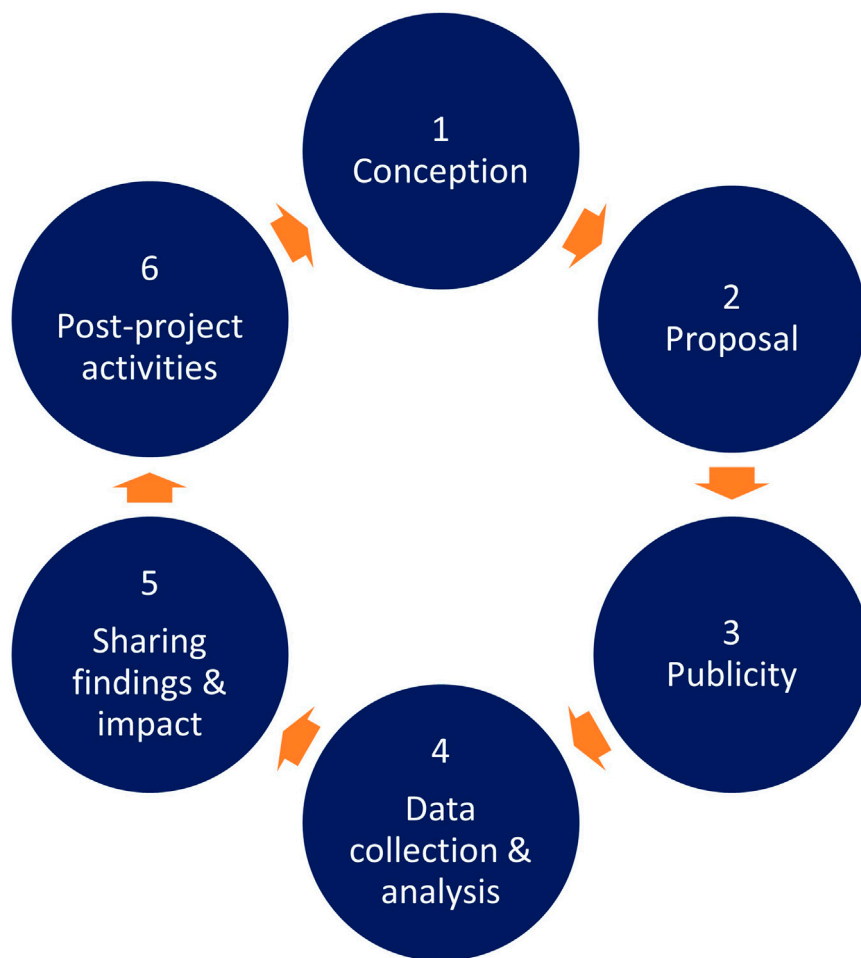 1
Conception
2
Proposal
3
Publicity
4
Data
collection &
analysis
5
Sharing
findings &
impact
6
Post-project
activities